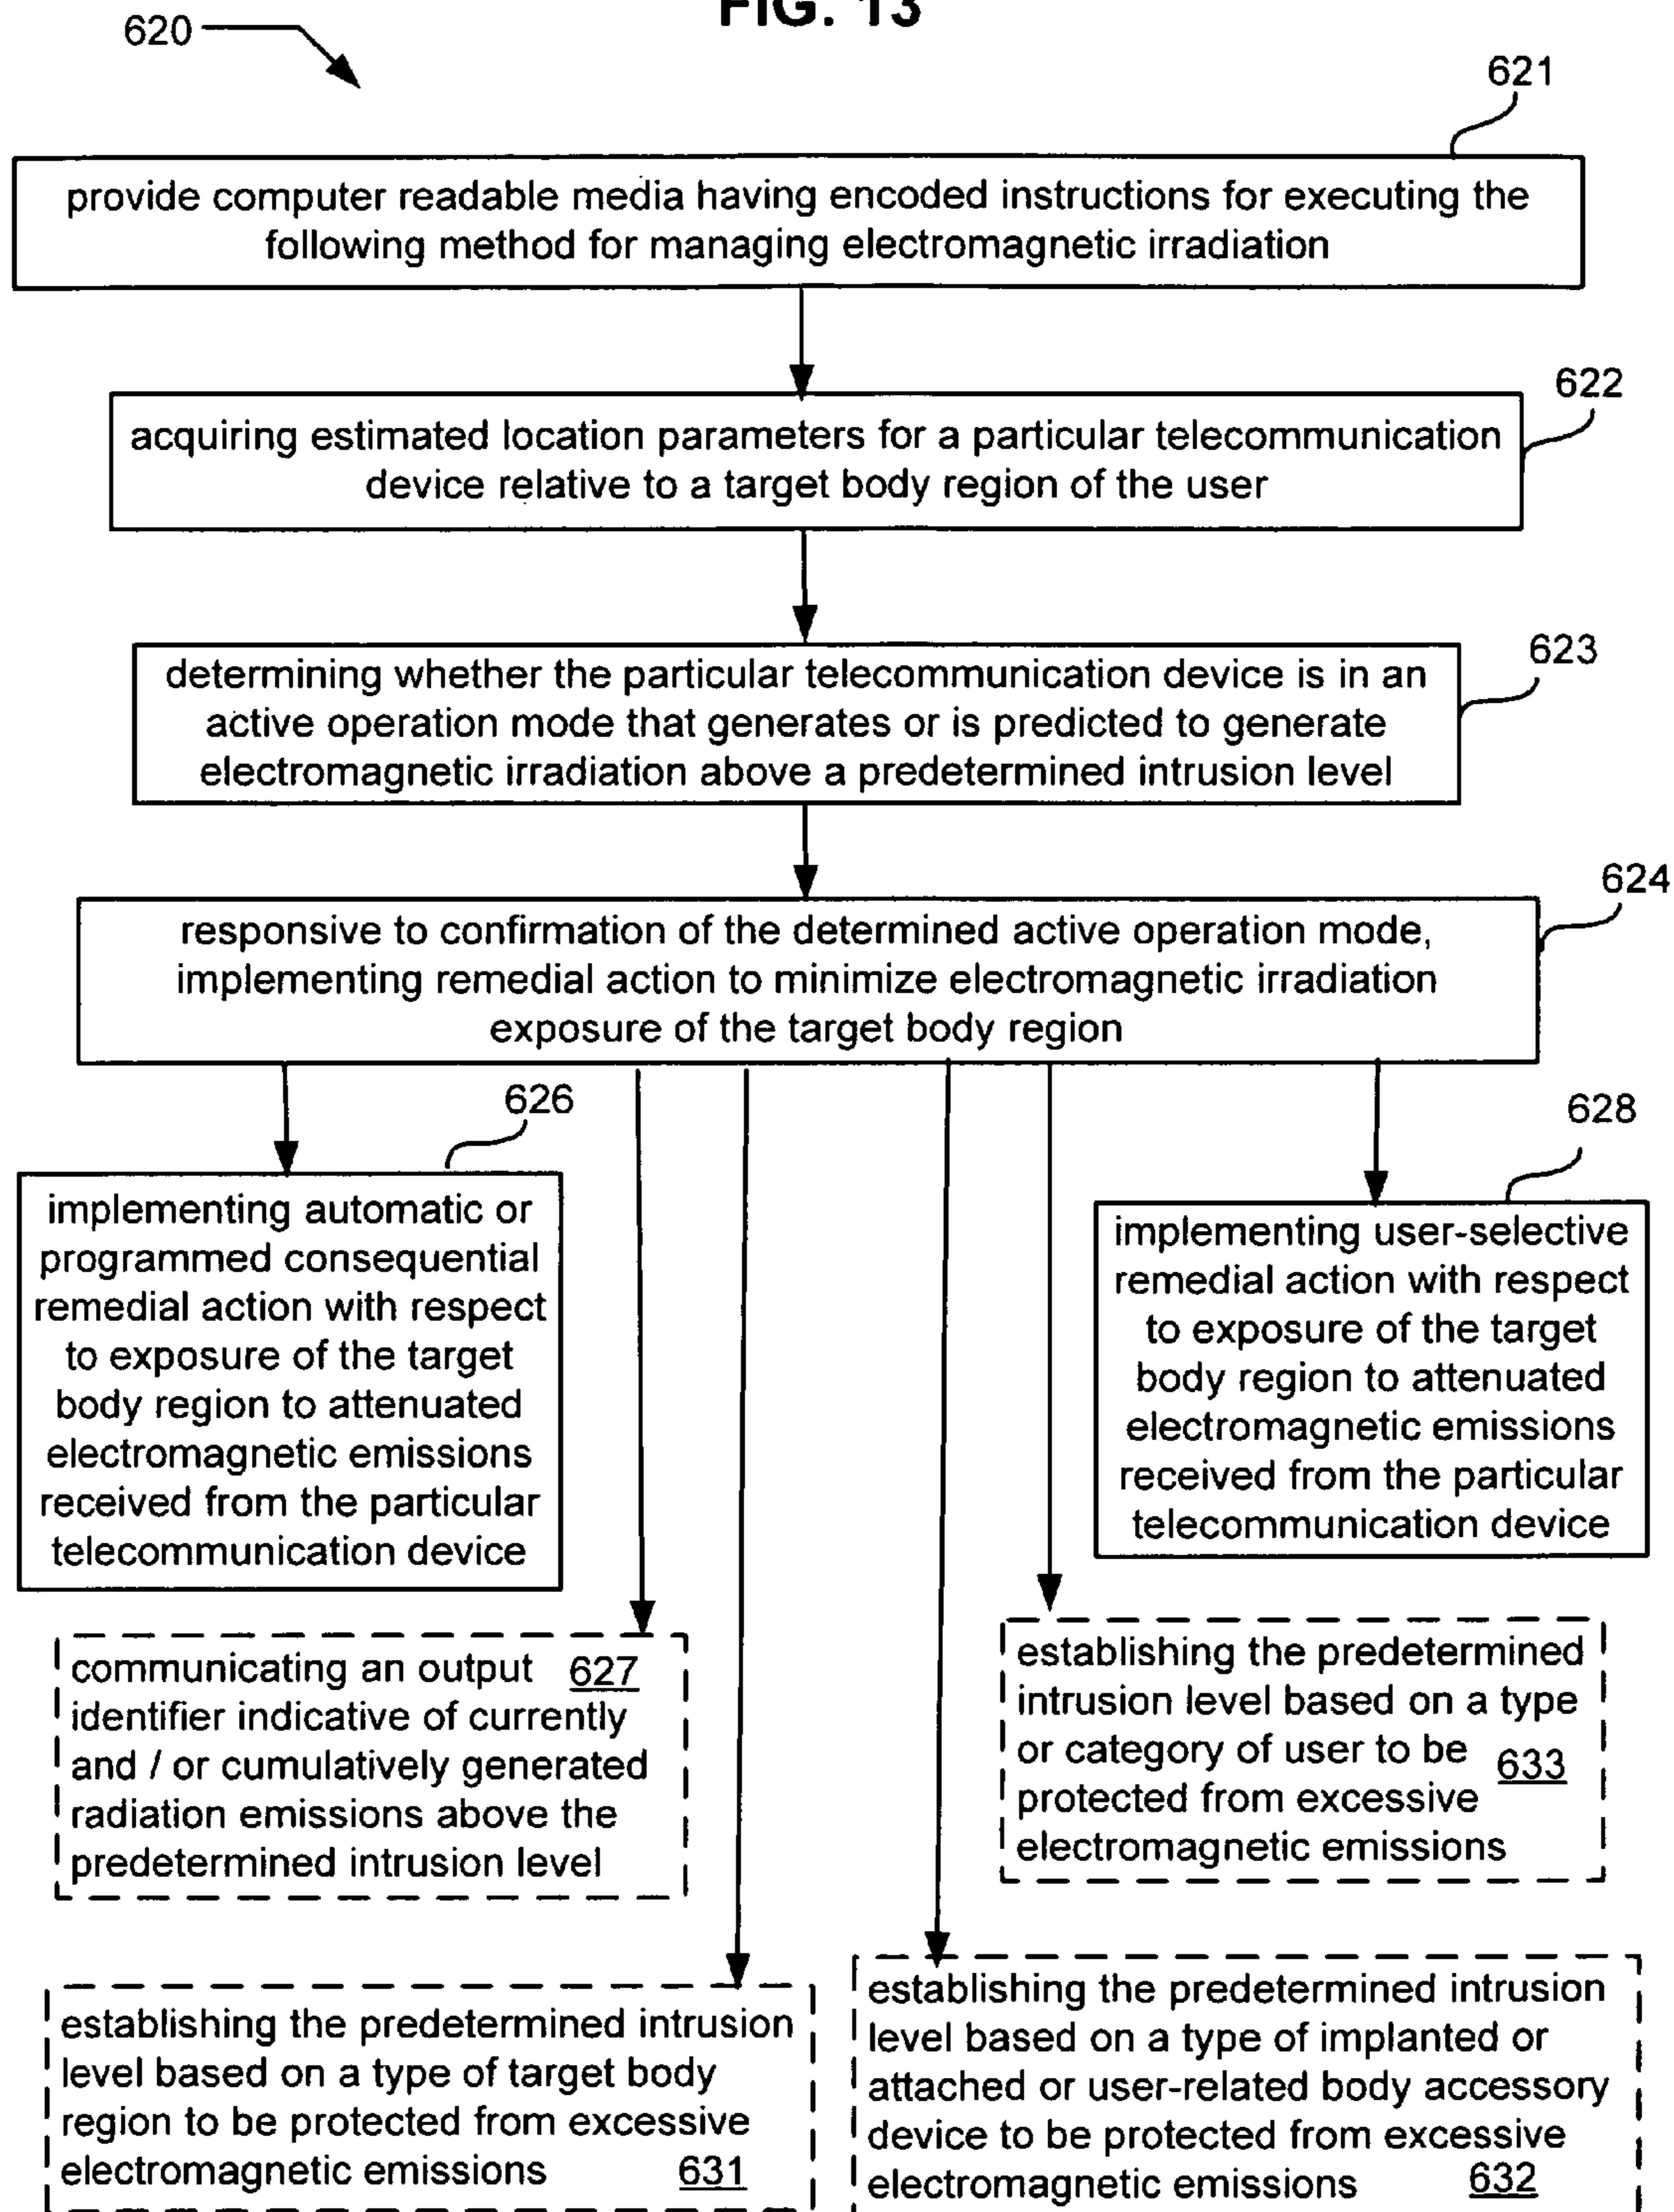 FIG. 13
620
621
provide computer readable media having encoded instructions for executing the
following method for managing electromagnetic irradiation
622
acquiring estimated location parameters for a particular telecommunication
device relative to a target body region of the user
623
determining whether the particular telecommunication device is in an
active operation mode that generates or is predicted to generate
electromagnetic irradiation above a predetermined intrusion level
624
responsive to confirmation of the determined active operation mode,
implementing remedial action to minimize electromagnetic irradiation
exposure of the target body region
626
implementing automatic or
programmed consequential
remedial action with respect
to exposure of the target
body region to attenuated
electromagnetic emissions
received from the particular
telecommunication device
628
implementing user-selective
remedial action with respect
to exposure of the target
body region to attenuated
electromagnetic emissions
received from the particular
telecommunication device
communicating an output 627
identifier indicative of currently
and / or cumulatively generated
radiation emissions above the
predetermined intrusion level
establishing the predetermined
intrusion level based on a type
or category of user to be 633
protected from excessive
electromagnetic emissions
establishing the predetermined intrusion
level based on a type of target body
region to be protected from excessive
electromagnetic emissions 631
establishing the predetermined intrusion
level based on a type of implanted or
attached or user-related body accessory
device to be protected from excessive
electromagnetic emissions 632